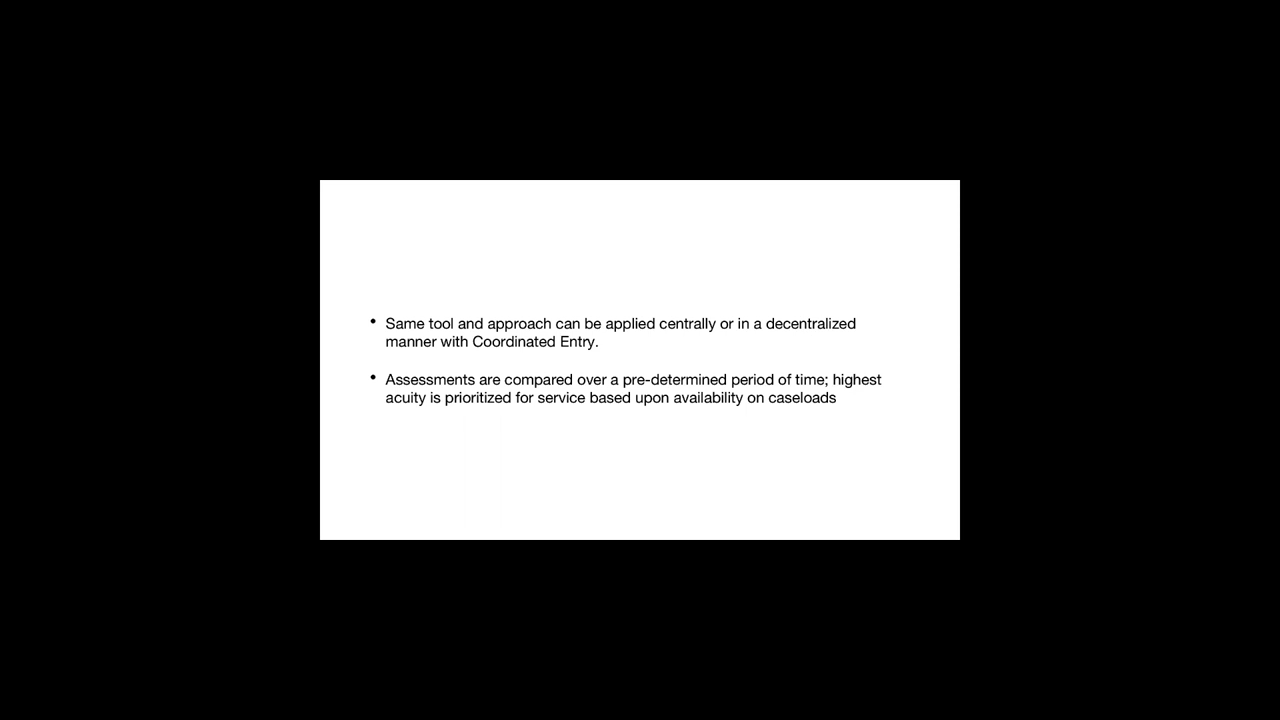 • Same tool and approach can be applied centrally or in a decentralized
manner with Coordinated Entry.
• Assessments are compared over a pre-determined period of time; highest
acuity is prioritized for service based upon availability on caseloads